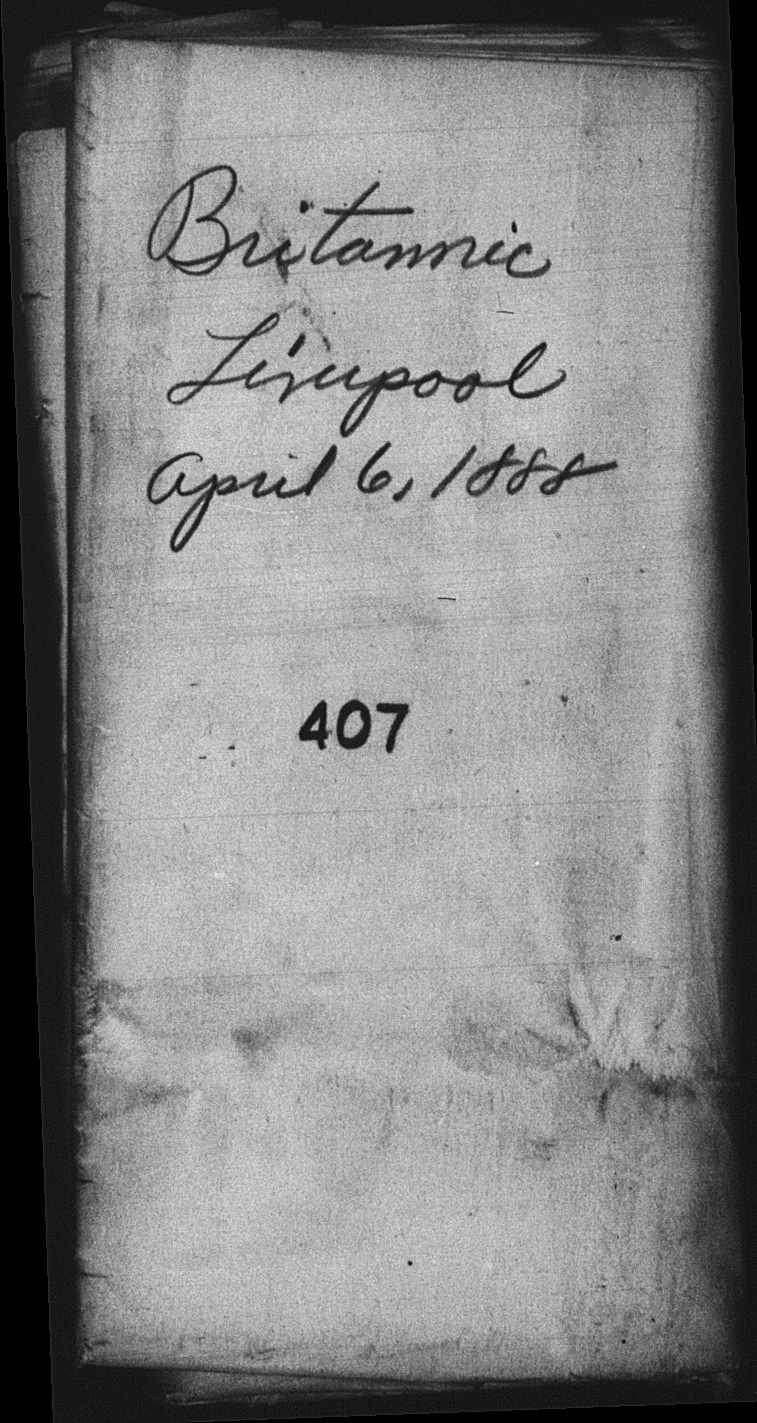 Britannic
Liverpool
April 6, 1888
407